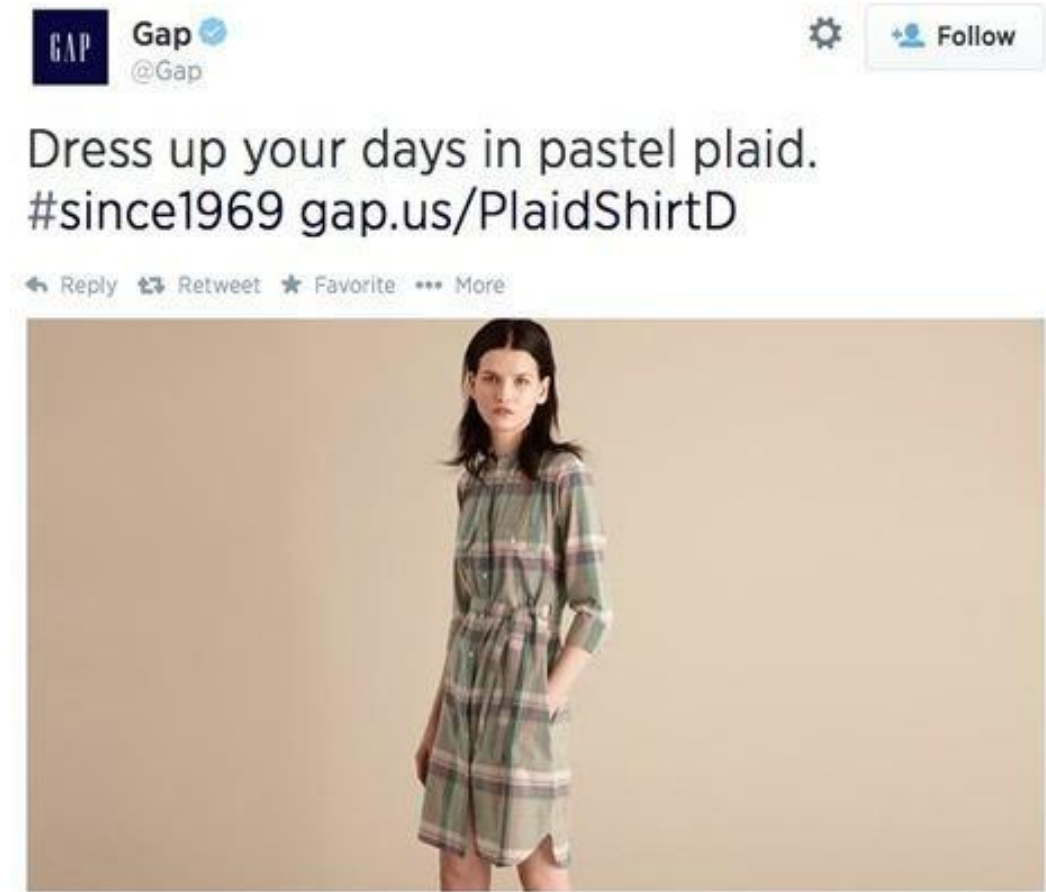 GAP
Gap
@Gap
Follow
Dress up your days in pastel plaid.
#since1969 gap.us/PlaidShirtD
Reply Retweet Favorite More